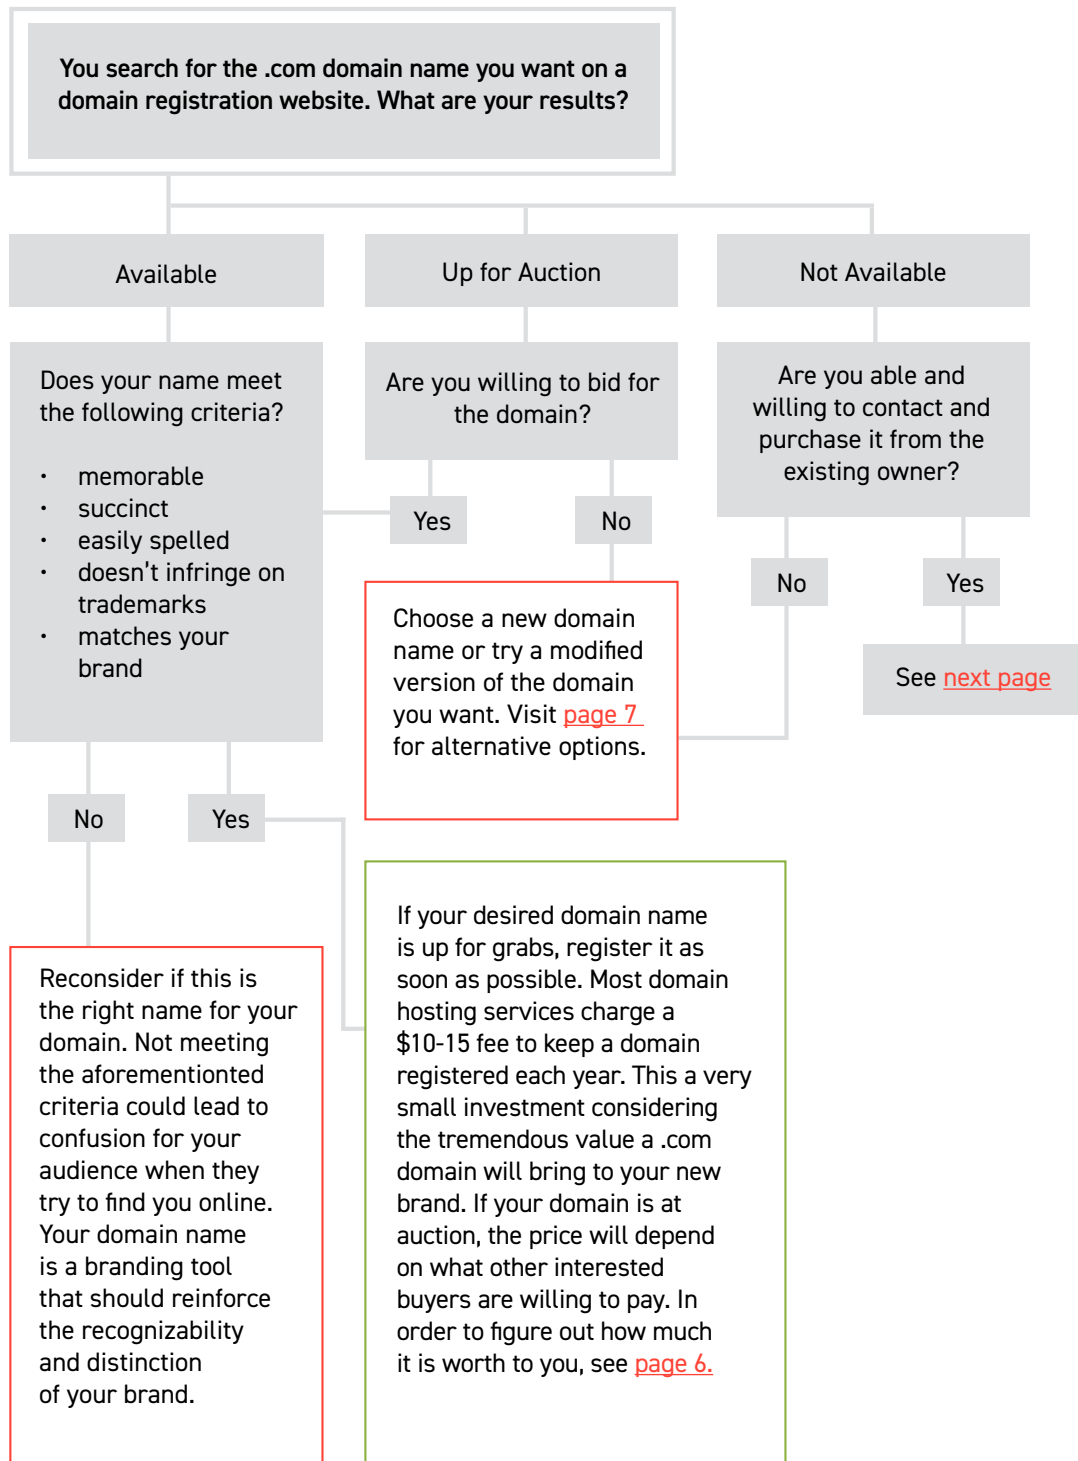 You search for the .com domain name you want on a
domain registration website. What are your results?
Available
Up for Auction
Not Available
Does your name meet
the following criteria?
• memorable
• succinct
• easily spelled
• doesn't infringe on
trademarks
• matches your
brand
Are you willing to bid for
the domain?
Are you able and
willing to contact and
purchase it from the
existing owner?
Yes
No
No
Yes
Choose a new domain
name or try a modified
version of the domain
you want. Visit page 7
for alternative options.
See next page
No
Yes
Reconsider if this is
the right name for your
domain. Not meeting
the aforementionted
criteria could lead to
confusion for your
audience when they
try to find you online.
Your domain name
is a branding tool
that should reinforce
the recognizability
and distinction
of your brand.
If your desired domain name
is up for grabs, register it as
soon as possible. Most domain
hosting services charge a
$10-15 fee to keep a domain
registered each year. This a very
small investment considering
the tremendous value a .com
domain will bring to your new
brand. If your domain is at
auction, the price will depend
on what other interested
buyers are willing to pay. In
order to figure out how much
it is worth to you, see page 6.